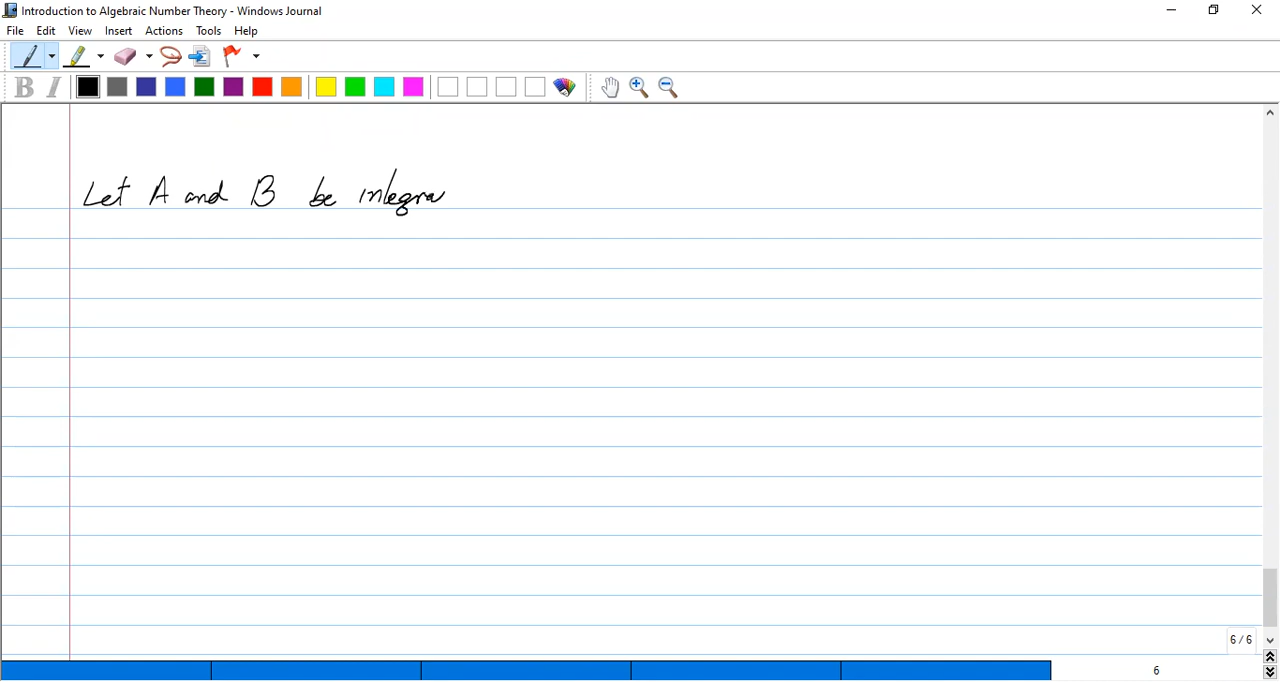 Introduction to Algebraic Number Theory - Windows Journal
File Edit View Insert Actions Tools Help
B I
Let A and B be integra
6 / 6
6